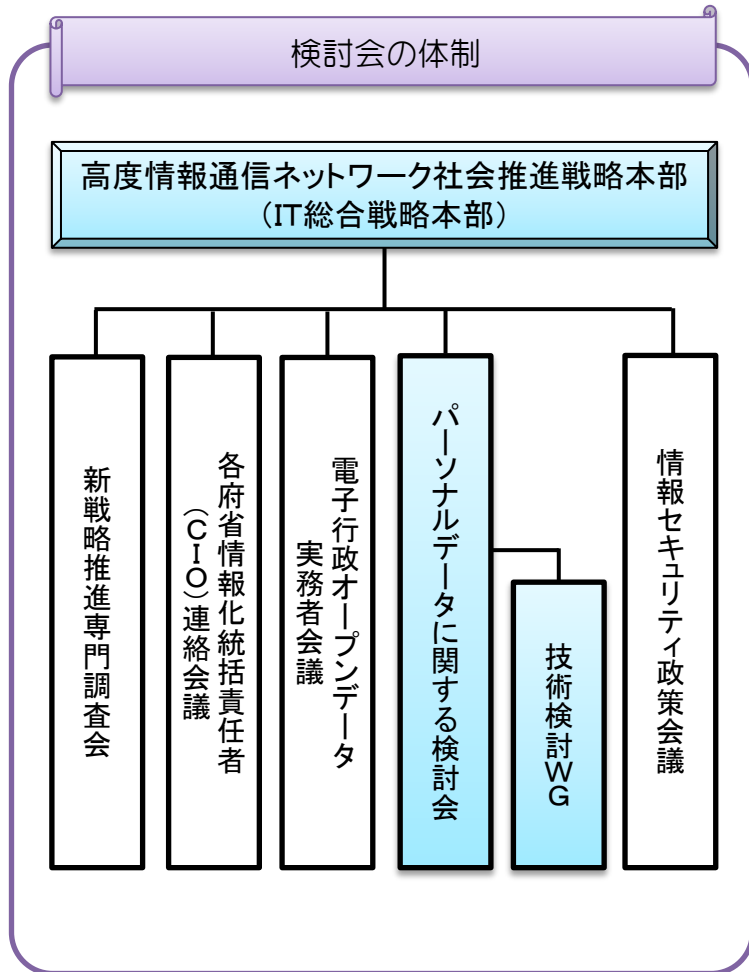 検討会の体制
高度情報通信ネットワーク社会推進戦略本部
（IT総合戦略本部）
新戦略推進専門調査会
各府省情報化統括責任者
（CIO）連絡会議
電子行政オープンデータ
実務者会議
パーソナルデータに関する検討会
技術検討WG
情報セキュリティ政策会議